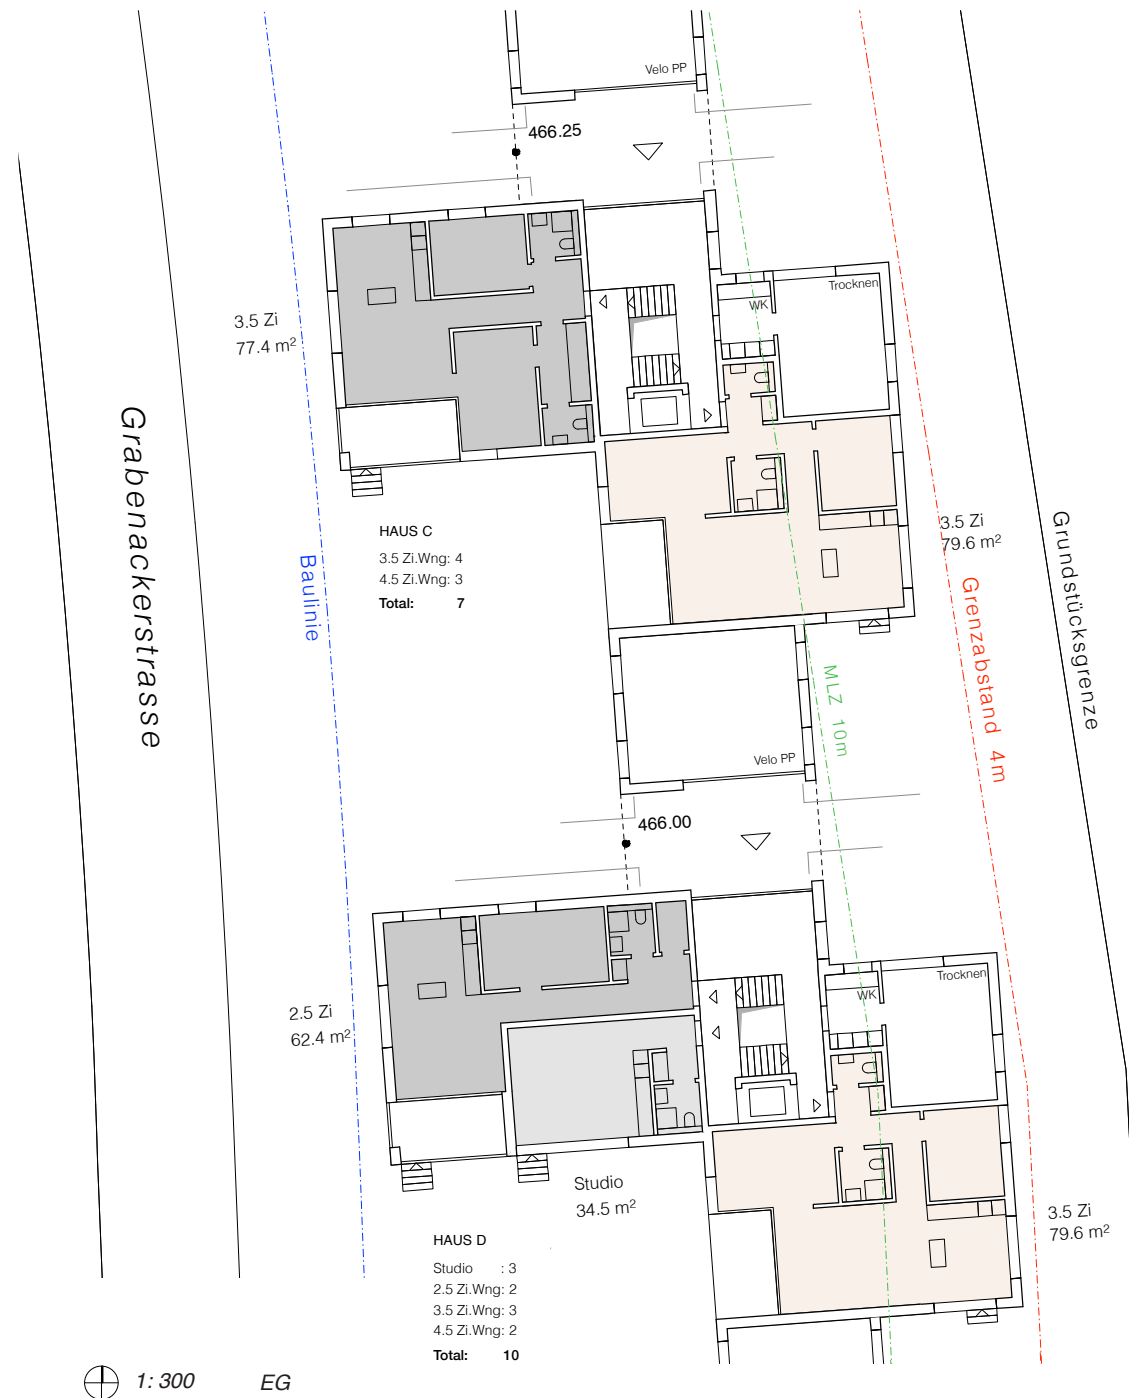 Velo PP
466.25
Trocknen
WK
3.5 Zi
77.4 m²
Grabenackerstrasse
HAUS C
3.5 Zi.Wng: 4
4.5 Zi.Wng: 3
Total: 7
Baulinie
3.5 Zi
79.6 m²
Grundstücksgrenze
Grenzabstand 4m
MLZ 10m
Velo PP
466.00
Trocknen
WK
2.5 Zi
62.4 m²
Studio
34.5 m²
3.5 Zi
79.6 m²
HAUS D
Studio : 3
2.5 Zi.Wng: 2
3.5 Zi.Wng: 3
4.5 Zi.Wng: 2
Total: 10
1: 300 EG